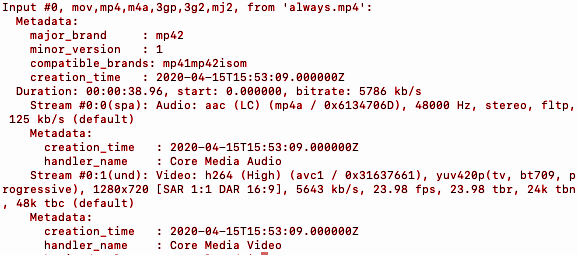 Input #0, mov,mp4,m4a,3gp,3g2,mj2, from 'always.mp4':
  Metadata:
    major_brand     : mp42
    minor_version   : 1
    compatible_brands: mp41mp42isom
    creation_time   : 2020-04-15T15:53:09.000000Z
  Duration: 00:00:38.96, start: 0.000000, bitrate: 5786 kb/s
    Stream #0:0(spa): Audio: aac (LC) (mp4a / 0x6134706D), 48000 Hz, stereo, fltp,
 125 kb/s (default)
    Metadata:
      creation_time   : 2020-04-15T15:53:09.000000Z
      handler_name    : Core Media Audio
    Stream #0:1(und): Video: h264 (High) (avc1 / 0x31637661), yuv420p(tv, bt709, p
rogressive), 1280x720 [SAR 1:1 DAR 16:9], 5643 kb/s, 23.98 fps, 23.98 tbr, 24k tbn
, 48k tbc (default)
    Metadata:
      creation_time   : 2020-04-15T15:53:09.000000Z
      handler_name    : Core Media Video